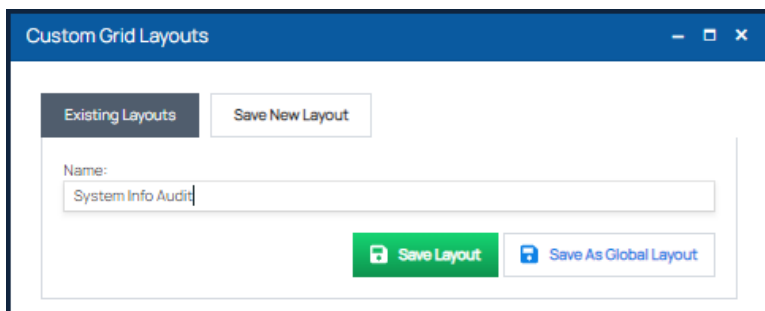 Custom Grid Layouts
Existing Layouts Save New Layout
Name:
System Info Audit
Save Layout Save As Global Layout